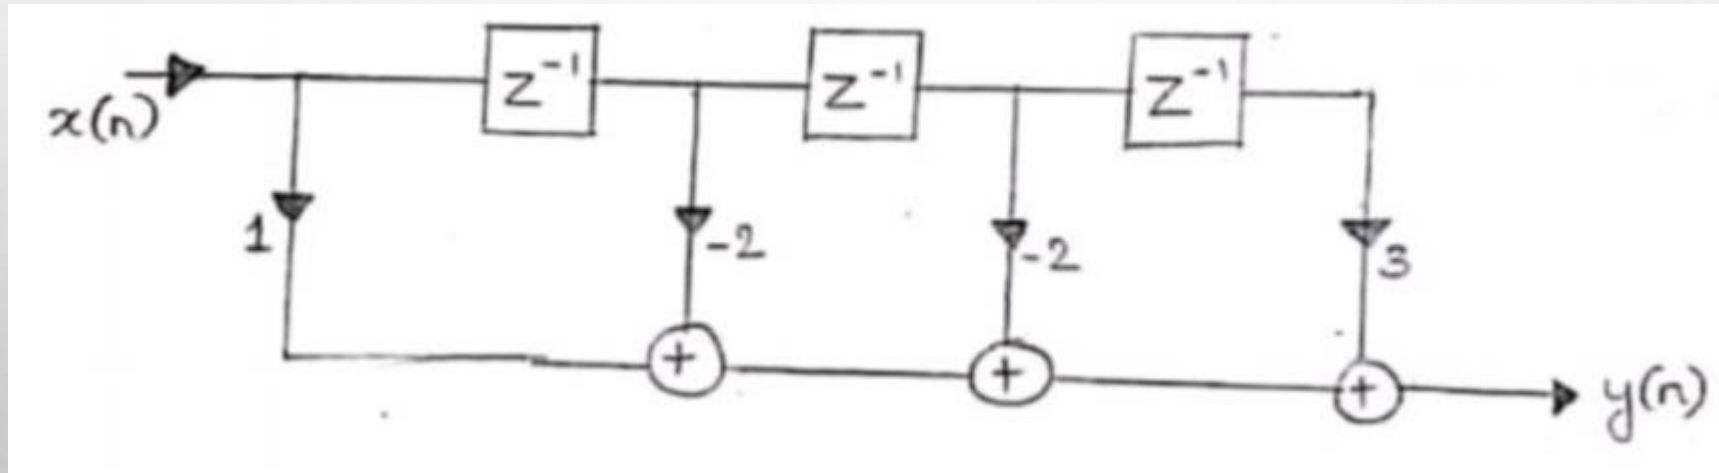 z⁻¹ z⁻¹ z⁻¹
x(n)
1 -2 -2 3
+ + +
y(n)